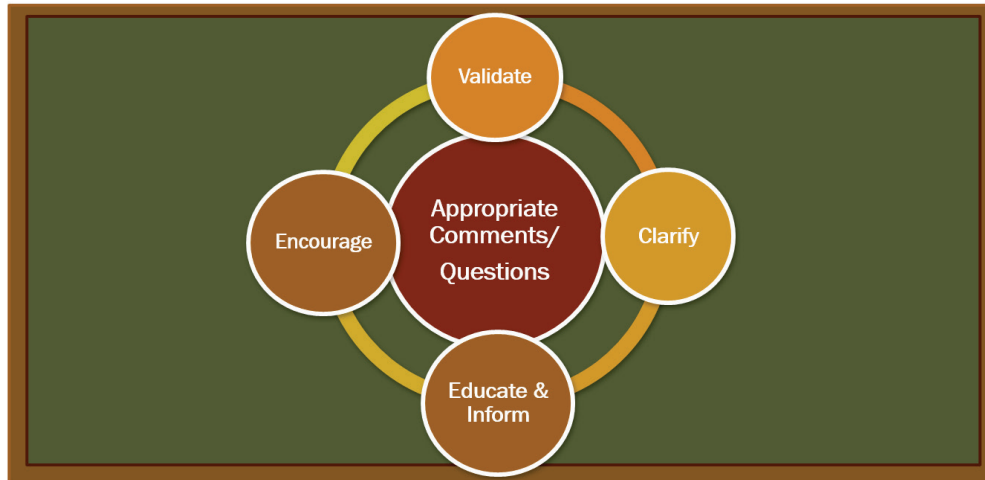 Validate
Encourage
Appropriate
Comments/
Questions
Clarify
Educate &
Inform